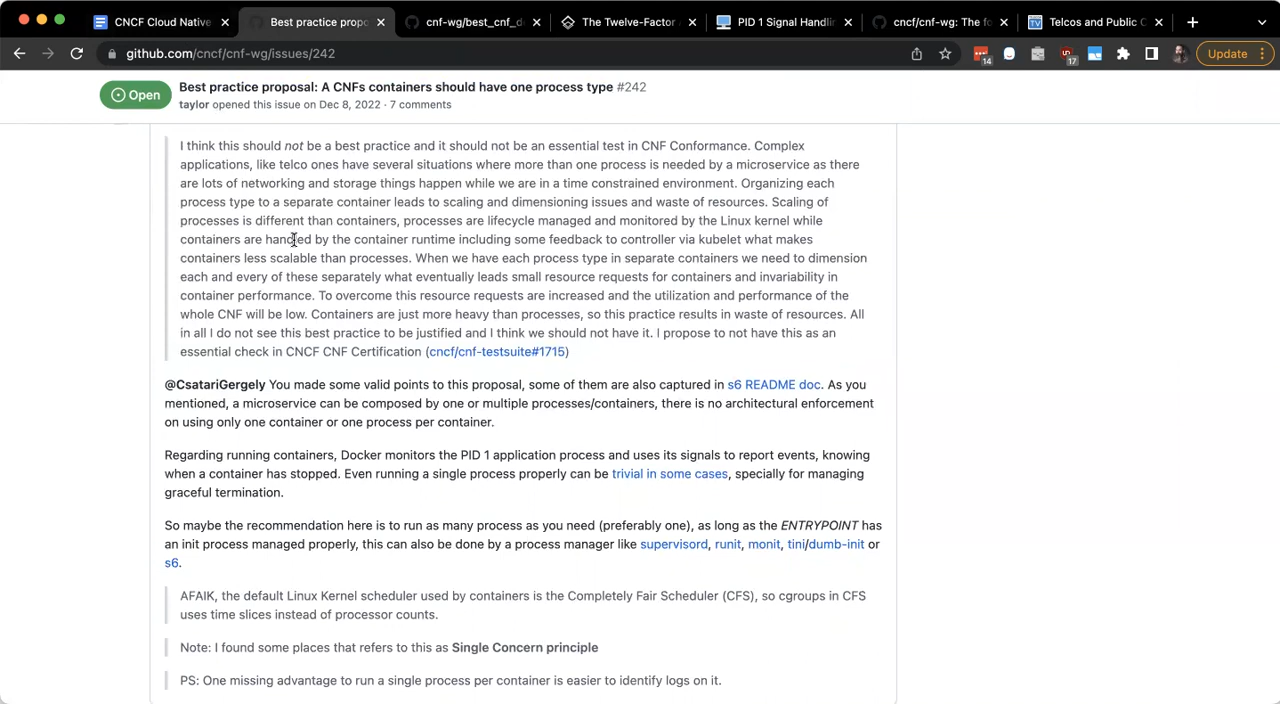 CNCF Cloud Native
Best practice propo
cnf-wg/best_cnf_d
The Twelve-Factor
PID 1 Signal Handli
cncf/cnf-wg: The fo
Telcos and Public C
github.com/cncf/cnf-wg/issues/242
14
17
Update
Open
Best practice proposal: A CNFs containers should have one process type #242
taylor opened this issue on Dec 8, 2022 · 7 comments
I think this should not be a best practice and it should not be an essential test in CNF Conformance. Complex
applications, like telco ones have several situations where more than one process is needed by a microservice as there
are lots of networking and storage things happen while we are in a time constrained environment. Organizing each
process type to a separate container leads to scaling and dimensioning issues and waste of resources. Scaling of
processes is different than containers, processes are lifecycle managed and monitored by the Linux kernel while
containers are handled by the container runtime including some feedback to controller via kubelet what makes
containers less scalable than processes. When we have each process type in separate containers we need to dimension
each and every of these separately what eventually leads small resource requests for containers and invariability in
container performance. To overcome this resource requests are increased and the utilization and performance of the
whole CNF will be low. Containers are just more heavy than processes, so this practice results in waste of resources. All
in all I do not see this best practice to be justified and I think we should not have it. I propose to not have this as an
essential check in CNCF CNF Certification (cncf/cnf-testsuite#1715)
@CsatariGergely You made some valid points to this proposal, some of them are also captured in s6 README doc. As you
mentioned, a microservice can be composed by one or multiple processes/containers, there is no architectural enforcement
on using only one container or one process per container.
Regarding running containers, Docker monitors the PID 1 application process and uses its signals to report events, knowing
when a container has stopped. Even running a single process properly can be trivial in some cases, specially for managing
graceful termination.
So maybe the recommendation here is to run as many process as you need (preferably one), as long as the ENTRYPOINT has
an init process managed properly, this can also be done by a process manager like supervisord, runit, monit, tini/dumb-init or
s6.
AFAIK, the default Linux Kernel scheduler used by containers is the Completely Fair Scheduler (CFS), so cgroups in CFS
uses time slices instead of processor counts.
Note: I found some places that refers to this as Single Concern principle
PS: One missing advantage to run a single process per container is easier to identify logs on it.